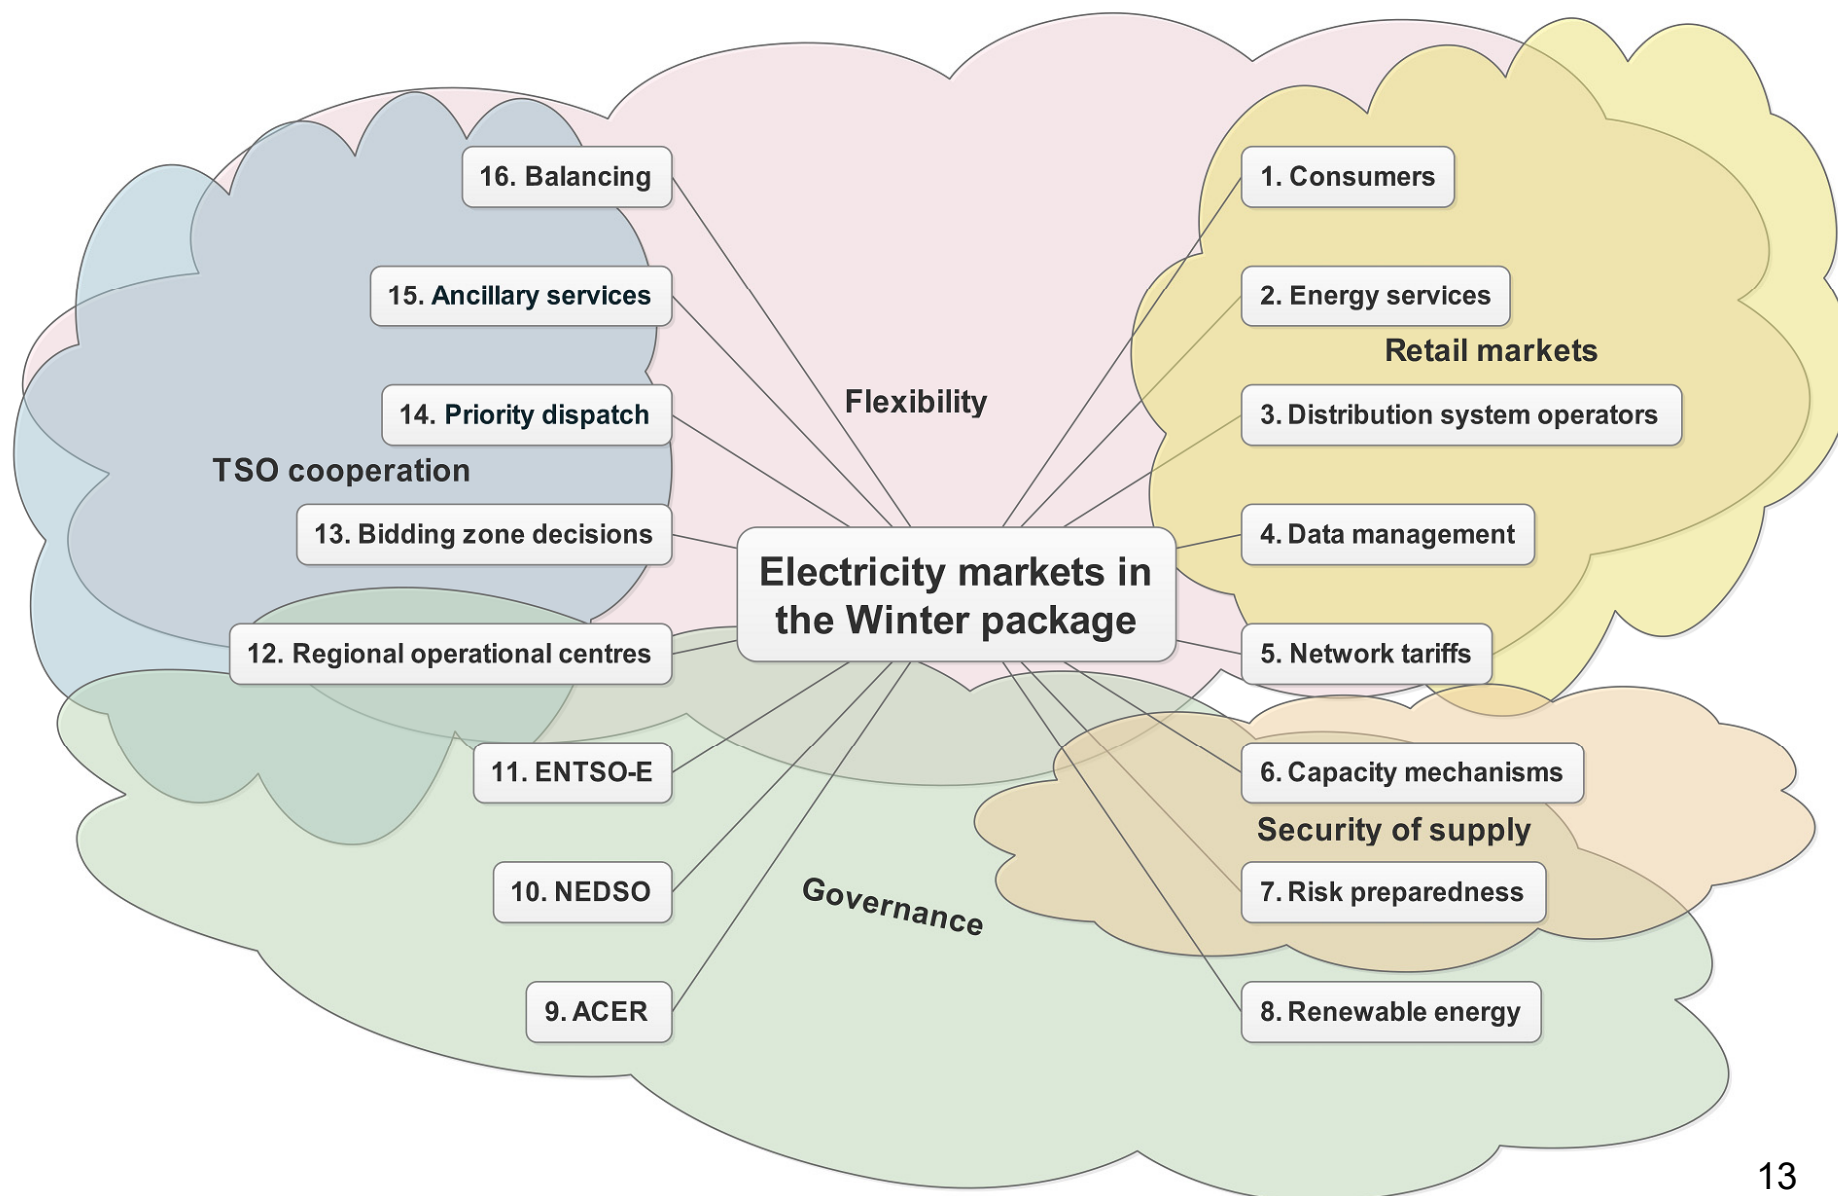 16. Balancing
1. Consumers
15. Ancillary services
2. Energy services
Retail markets
Flexibility
14. Priority dispatch
3. Distribution system operators
TSO cooperation
13. Bidding zone decisions
4. Data management
Electricity markets in
the Winter package
12. Regional operational centres
5. Network tariffs
11. ENTSO-E
6. Capacity mechanisms
Security of supply
10. NEDSO
7. Risk preparedness
Governance
9. ACER
8. Renewable energy
13